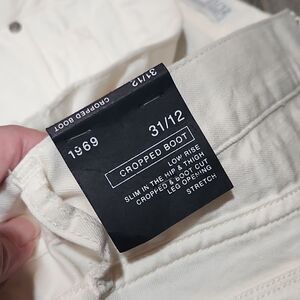 31/12
CROPPED BOOT
1969
31/12
CROPPED BOOT
LOW RISE
SLIM IN THE HIP & THIGH
CROPPED & BOOT CUT
LEG OPENING
STRETCH